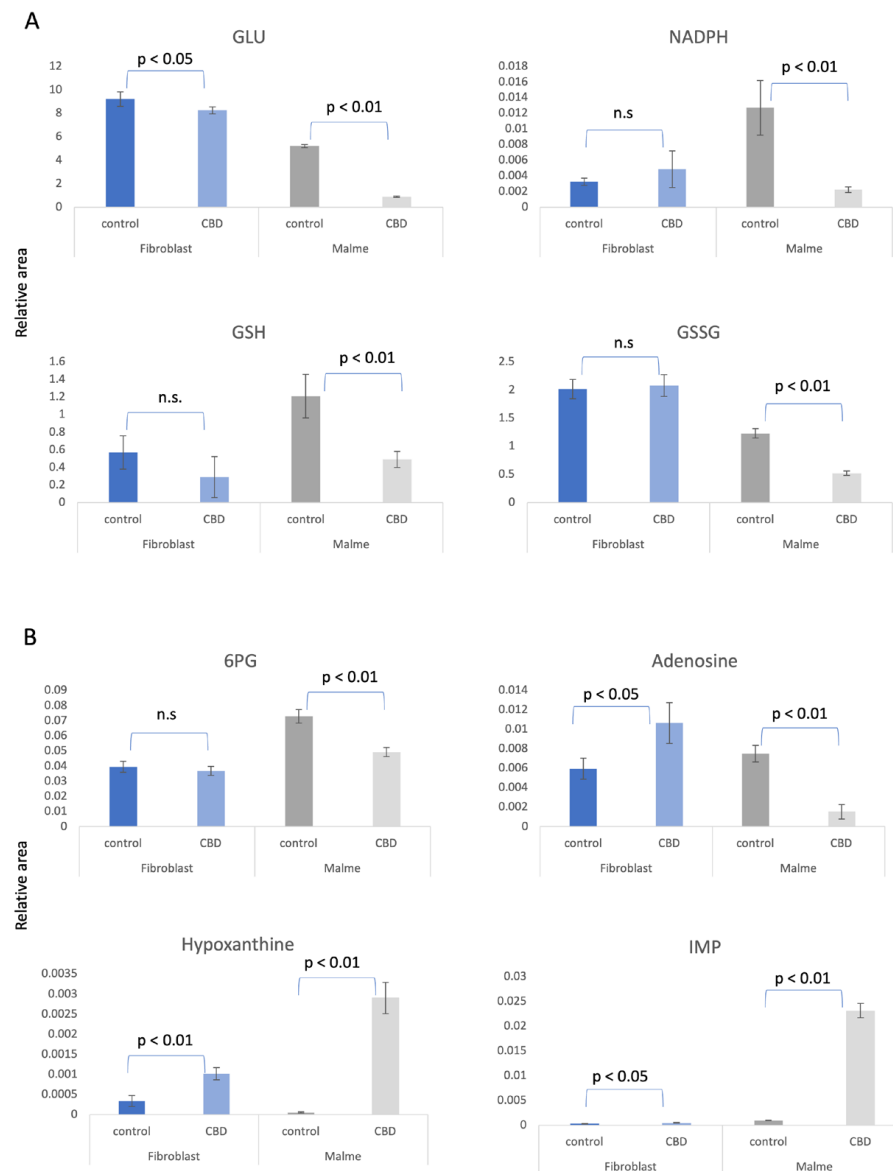 A
GLU
12
10
8
6
4
2
0
p < 0.05
p < 0.01
control
CBD
control
CBD
Fibroblast
Malme
NADPH
0.018
0.016
0.014
0.012
0.01
0.008
0.006
0.004
0.002
0
n.s
p < 0.01
control
CBD
control
CBD
Fibroblast
Malme
Relative area
GSH
1.6
1.4
1.2
1
0.8
0.6
0.4
0.2
0
n.s.
p < 0.01
control
CBD
control
CBD
Fibroblast
Malme
GSSG
2.5
2
1.5
1
0.5
0
n.s
p < 0.01
control
CBD
control
CBD
Fibroblast
Malme
B
6PG
0.09
0.08
0.07
0.06
0.05
0.04
0.03
0.02
0.01
0
n.s
p < 0.01
control
CBD
control
CBD
Fibroblast
Malme
Adenosine
0.014
0.012
0.01
0.008
0.006
0.004
0.002
0
p < 0.05
p < 0.01
control
CBD
control
CBD
Fibroblast
Malme
Relative area
Hypoxanthine
0.0035
0.003
0.0025
0.002
0.0015
0.001
0.0005
0
p < 0.01
p < 0.01
control
CBD
control
CBD
Fibroblast
Malme
IMP
0.03
0.025
0.02
0.015
0.01
0.005
0
p < 0.05
p < 0.01
control
CBD
control
CBD
Fibroblast
Malme